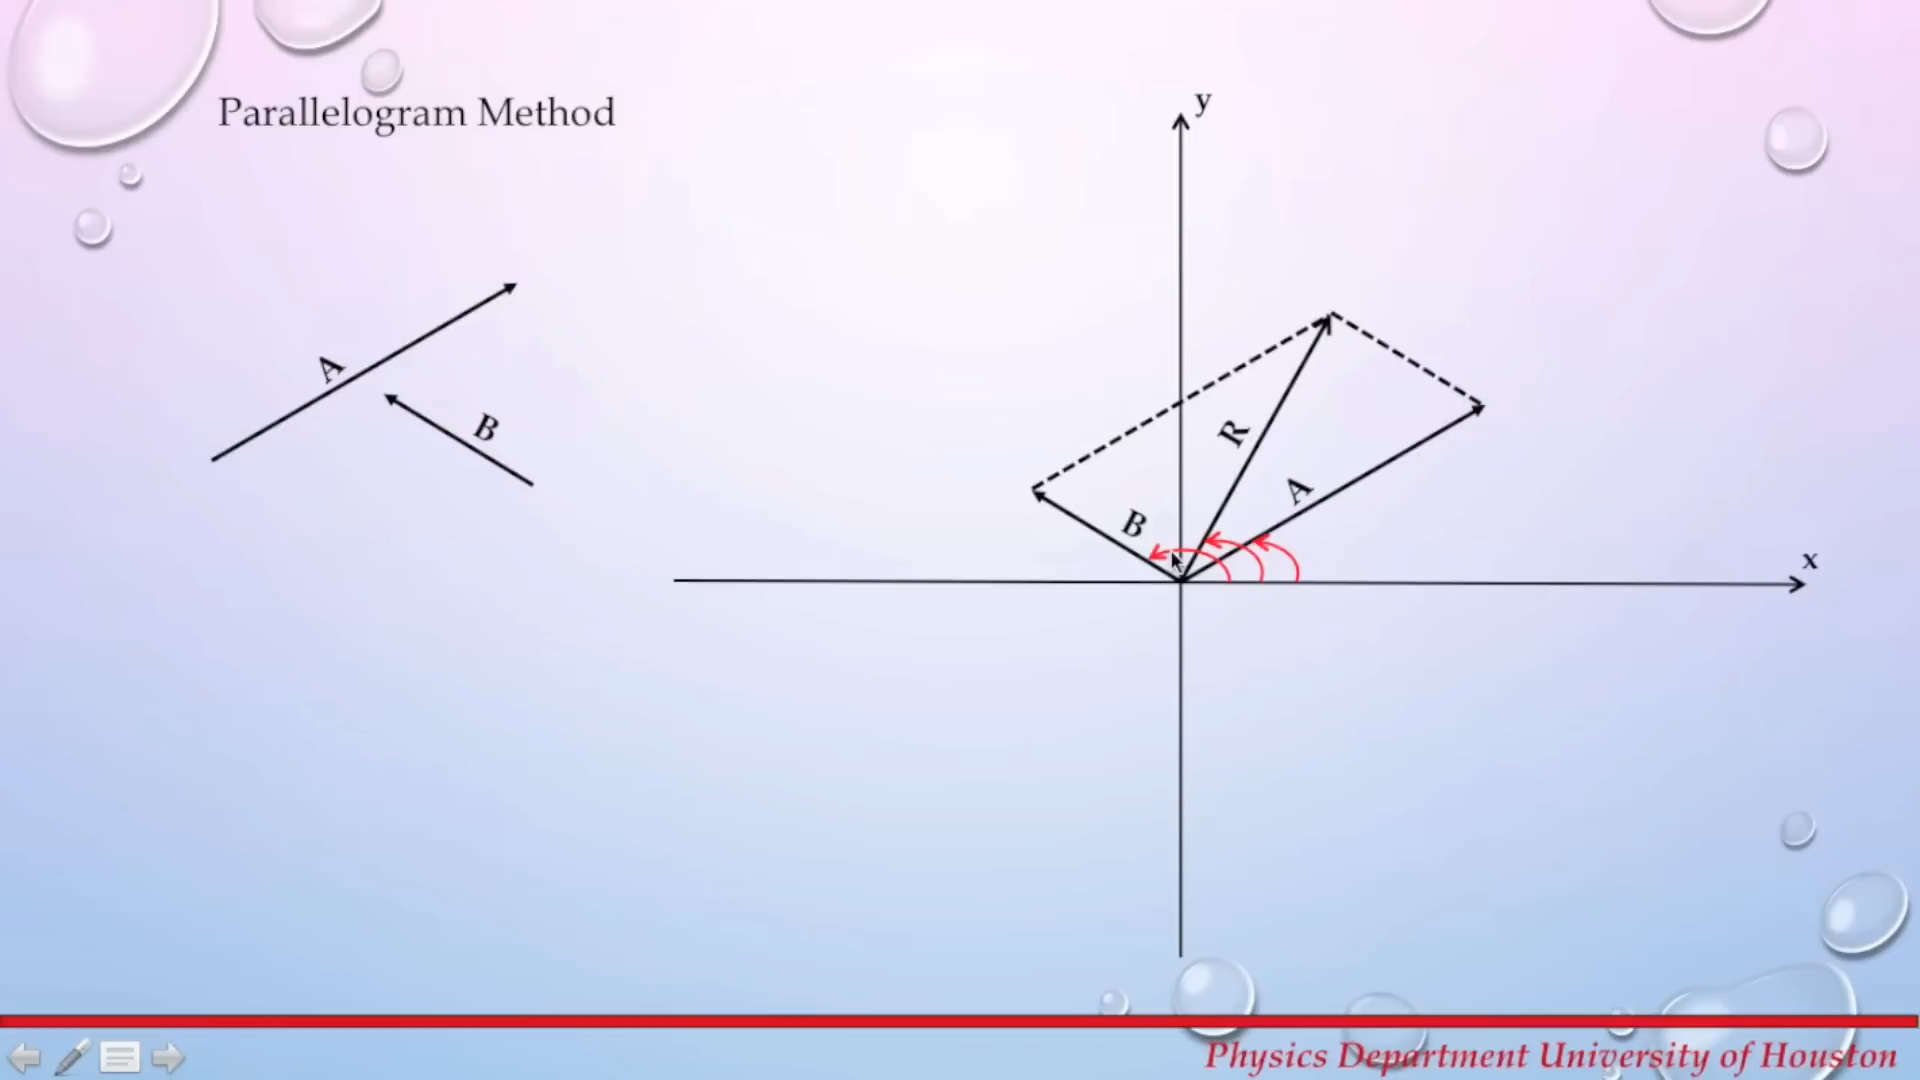 Parallelogram Method
y
A
B
R
A
B
x
Physics Department University of Houston